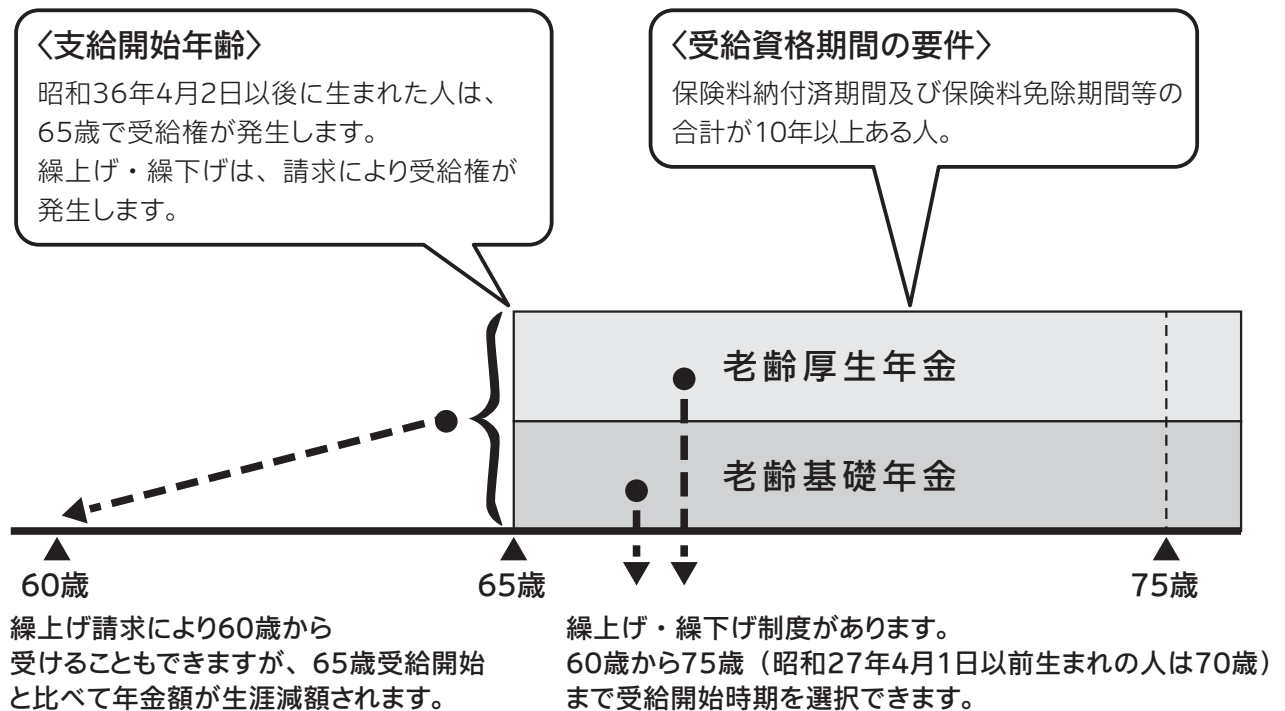 〈支給開始年齢〉
昭和36年4月2日以後に生まれた人は、
65歳で受給権が発生します。
繰上げ・繰下げは、請求により受給権が
発生します。
〈受給資格期間の要件〉
保険料納付済期間及び保険料免除期間等の
合計が10年以上ある人。
老齢厚生年金
老齢基礎年金
60歳
65歳
75歳
繰上げ請求により60歳から
受けることもできますが、65歳受給開始
と比べて年金額が生涯減額されます。
繰上げ・繰下げ制度があります。
60歳から75歳（昭和27年4月1日以前生まれの人は70歳）
まで受給開始時期を選択できます。